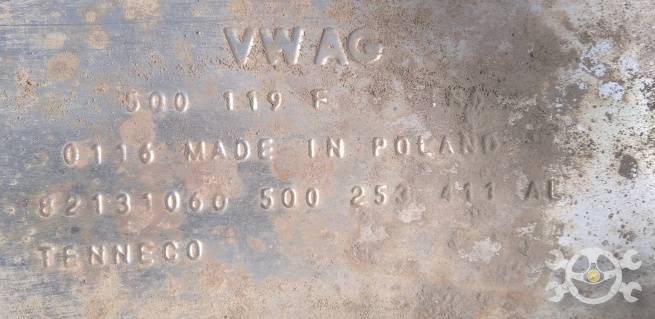 VWAG
500 119 F
0116 MADE IN POLAND
82131060 500 253 411 AL
TENNECO